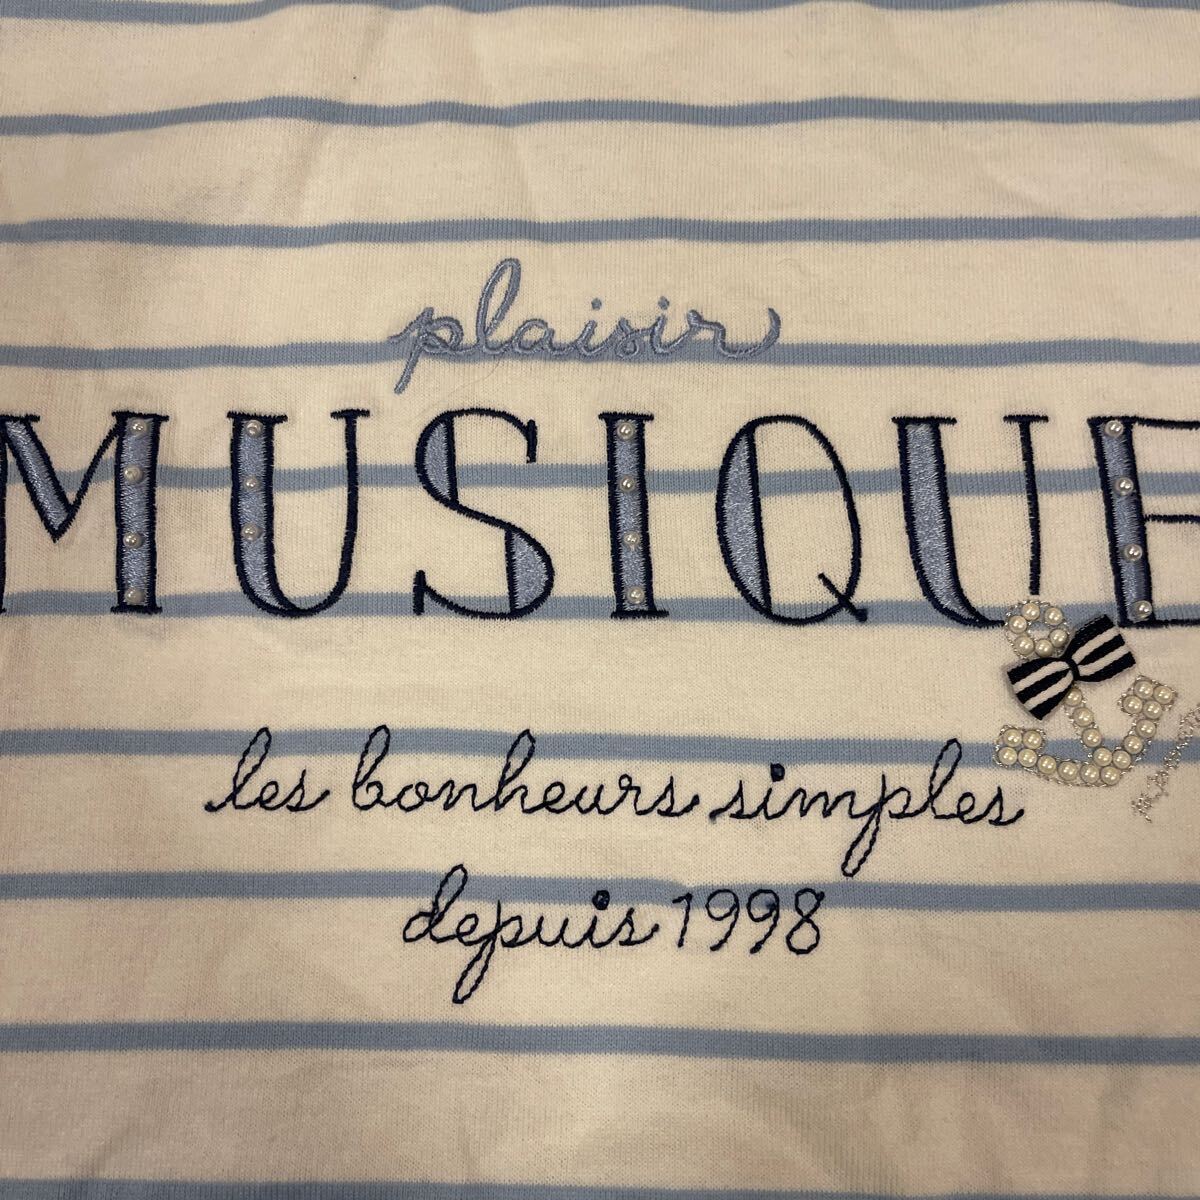 plaisir
MUSIQUE
les bonheurs simples
depuis 1998